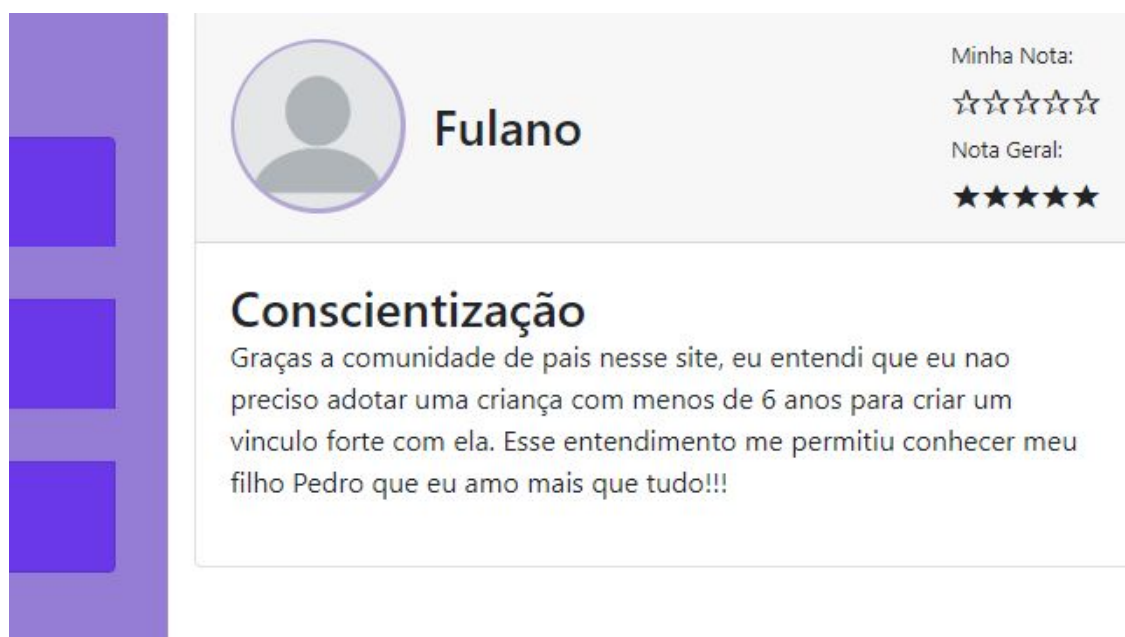 Fulano
Minha Nota:
☆☆☆☆☆
Nota Geral:
★★★★★
Conscientização
Graças a comunidade de pais nesse site, eu entendi que eu nao
preciso adotar uma criança com menos de 6 anos para criar um
vinculo forte com ela. Esse entendimento me permitiu conhecer meu
filho Pedro que eu amo mais que tudo!!!